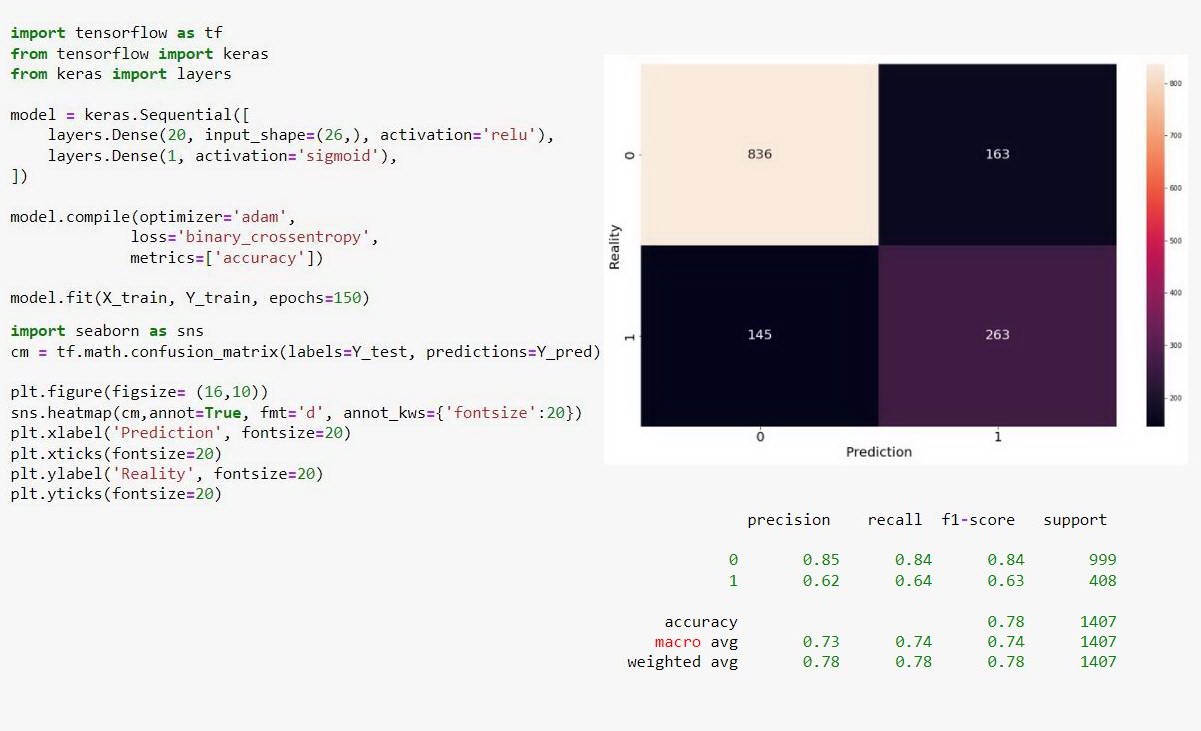 import tensorflow as tf
from tensorflow import keras
from keras import layers
model = keras.Sequential([
    layers.Dense(20, input_shape=(26,), activation='relu'),
    layers.Dense(1, activation='sigmoid'),
])
model.compile(optimizer='adam',
             loss='binary_crossentropy',
             metrics=['accuracy'])
model.fit(X_train, Y_train, epochs=150)
import seaborn as sns
cm = tf.math.confusion_matrix(labels=Y_test, predictions=Y_pred)
plt.figure(figsize= (16,10))
sns.heatmap(cm,annot=True, fmt='d', annot_kws={'fontsize':20})
plt.xlabel('Prediction', fontsize=20)
plt.xticks(fontsize=20)
plt.ylabel('Reality', fontsize=20)
plt.yticks(fontsize=20)
Reality
0
1
836 163
145 263
0 1
Prediction
800
700
600
500
400
300
200
precision recall f1-score support
0 0.85 0.84 0.84 999
1 0.62 0.64 0.63 408
accuracy 0.78 1407
macro avg 0.73 0.74 0.74 1407
weighted avg 0.78 0.78 0.78 1407